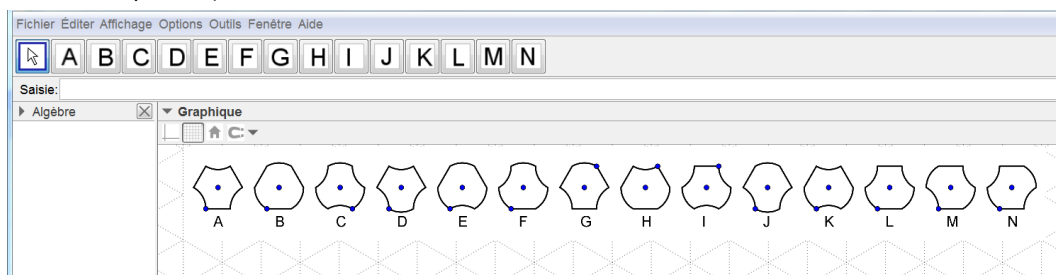 Fichier Éditer Affichage Options Outils Fenêtre Aide
A B C D E F G H I J K L M N
Saisie:
Algèbre Graphique
A B C D E F G H I J K L M N